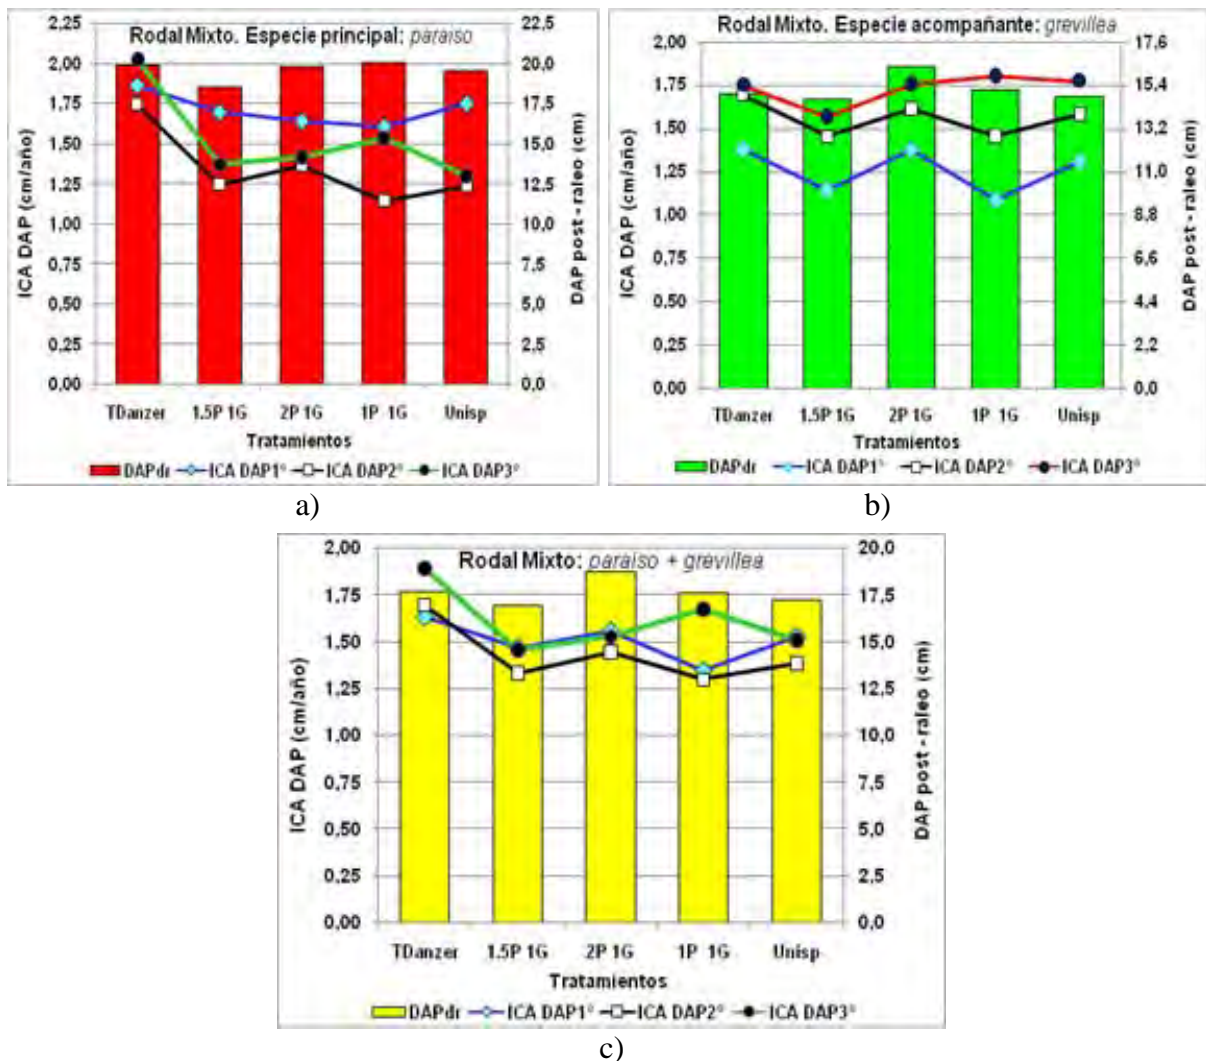 Rodal Mixto. Especie principal: paraiso
ICA DAP (cm/año)
2,25
2,00
1,75
1,50
1,25
1,00
0,75
0,50
0,25
0,00
22,5
20,0
17,5
15,0
12,5
10,0
7,5
5,0
2,5
0,0
DAP post - raleo (cm)
TDanzer 1.5P 1G 2P 1G 1P 1G Unisp
Tratamientos
DAPdr ICA DAP1° ICA DAP2° ICA DAP3°
a)
Rodal Mixto. Especie acompañante: grevillea
ICA DAP (cm/año)
2,00
1,75
1,50
1,25
1,00
0,75
0,50
0,25
0,00
17,6
15,4
13,2
11,0
8,8
6,6
4,4
2,2
0,0
DAP post - raleo (cm)
TDanzer 1.5P 1G 2P 1G 1P 1G Unisp
Tratamientos
DAPdr ICA DAP1° ICA DAP2° ICA DAP3°
b)
Rodal Mixto: paraiso + grevillea
ICA DAP (cm/año)
2,00
1,75
1,50
1,25
1,00
0,75
0,50
0,25
0,00
20,0
17,5
15,0
12,5
10,0
7,5
5,0
2,5
0,0
DAP post - raleo (cm)
TDanzer 1.5P 1G 2P 1G 1P 1G Unisp
Tratamientos
DAPdr ICA DAP1° ICA DAP2° ICA DAP3°
c)